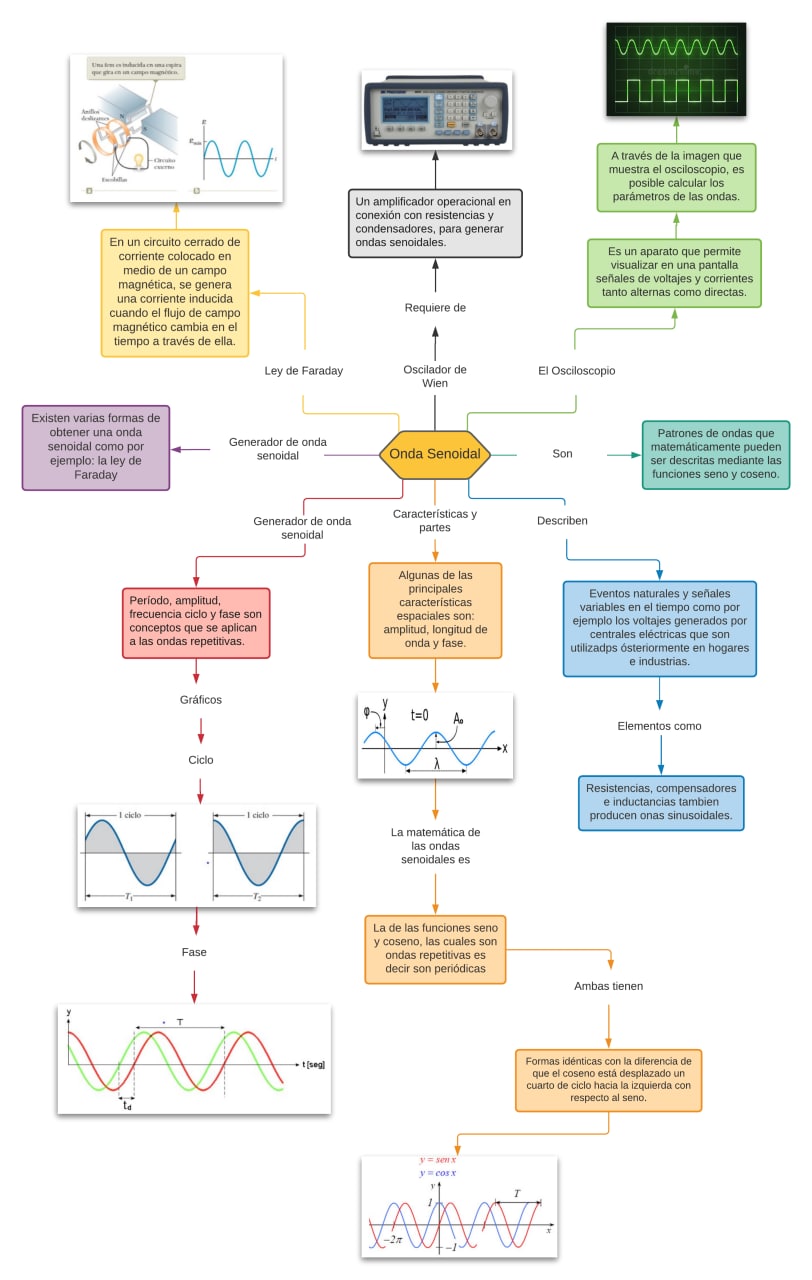 Una fem es inducida en una espira
que gira en un campo magnético.
Anillos
deslizantes
N
S
Circuito
externo
Escobillas
a
ε
ε máx
t
b
En un circuito cerrado de
corriente colocado en
medio de un campo
magnética, se genera
una corriente inducida
cuando el flujo de campo
magnético cambia en el
tiempo a través de ella.
Ley de Faraday
Un amplificador operacional en
conexión con resistencias y
condensadores, para generar
ondas senoidales.
Requiere de
Oscilador de
Wien
dreamstime
A través de la imagen que
muestra el osciloscopio, es
posible calcular los
parámetros de las ondas.
Es un aparato que permite
visualizar en una pantalla
señales de voltajes y corrientes
tanto alternas como directas.
El Osciloscopio
Existen varias formas de
obtener una onda
senoidal como por
ejemplo: la ley de
Faraday
Generador de onda
senoidal
Onda Senoidal
Son
Patrones de ondas que
matemáticamente pueden
ser descritas mediante las
funciones seno y coseno.
Generador de onda
senoidal
Período, amplitud,
frecuencia ciclo y fase son
conceptos que se aplican
a las ondas repetitivas.
Gráficos
Ciclo
1 ciclo
1 ciclo
T₁
T₂
Fase
y
T
t [seg]
td
Características y
partes
Algunas de las
principales
características
espaciales son:
amplitud, longitud de
onda y fase.
φ
y
t=0
A₀
x
λ
La matemática de
las ondas
senoidales es
La de las funciones seno
y coseno, las cuales son
ondas repetitivas es
decir son periódicas
Ambas tienen
Formas idénticas con la diferencia de
que el coseno está desplazado un
cuarto de ciclo hacia la izquierda con
respecto al seno.
y = sen x
y = cos x
y
1
T
x
−2π
−1
Describen
Eventos naturales y señales
variables en el tiempo como por
ejemplo los voltajes generados por
centrales eléctricas que son
utilizadps ósteriormente en hogares
e industrias.
Elementos como
Resistencias, compensadores
e inductancias tambien
producen onas sinusoidales.